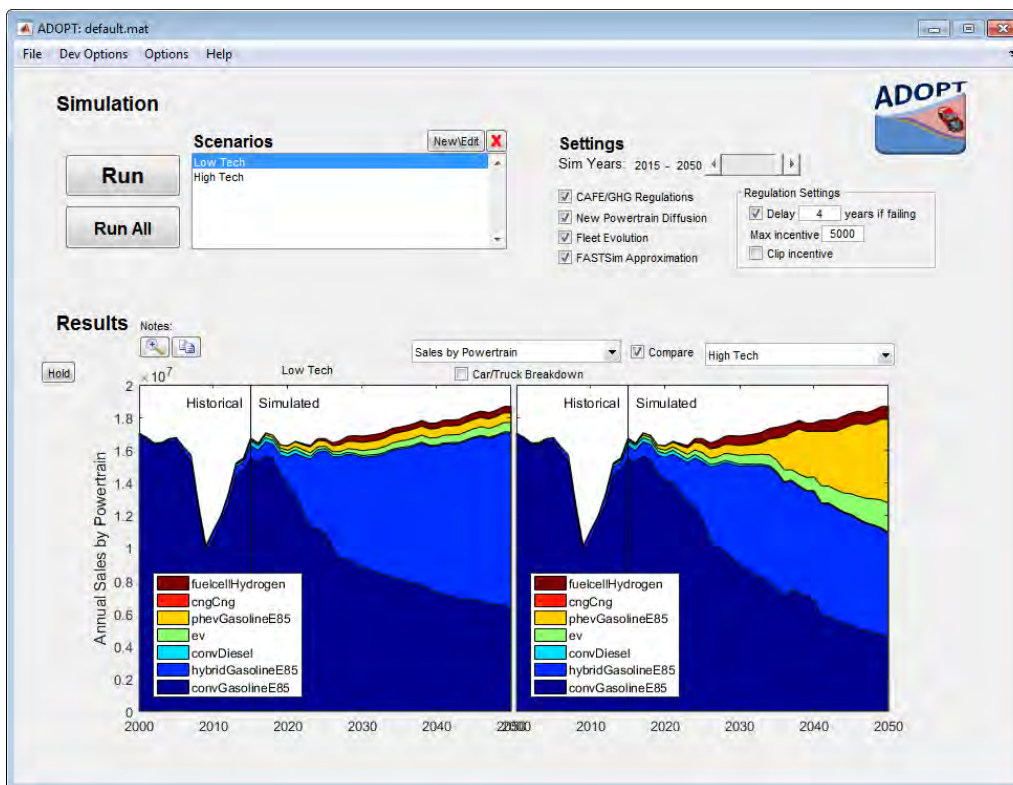 ADOPT: default.mat
File Dev Options Options Help
ADOPT
Simulation
Scenarios
New\Edit X
Low Tech
High Tech
Run
Run All
Settings
Sim Years: 2015 - 2050
CAFE/GHG Regulations
New Powertrain Diffusion
Fleet Evolution
FASTSim Approximation
Regulation Settings
Delay 4 years if failing
Max incentive 5000
Clip incentive
Results Notes:
Hold
Sales by Powertrain
Compare
High Tech
Low Tech
Car/Truck Breakdown
× 10^7
Annual Sales by Powertrain
2
1.8
1.6
1.4
1.2
1
0.8
0.6
0.4
0.2
0
Historical Simulated
fuelcellHydrogen
cngCng
phevGasolineE85
ev
convDiesel
hybridGasolineE85
convGasolineE85
2000 2010 2020 2030 2040
Historical Simulated
fuelcellHydrogen
cngCng
phevGasolineE85
ev
convDiesel
hybridGasolineE85
convGasolineE85
2010 2020 2030 2040 2050